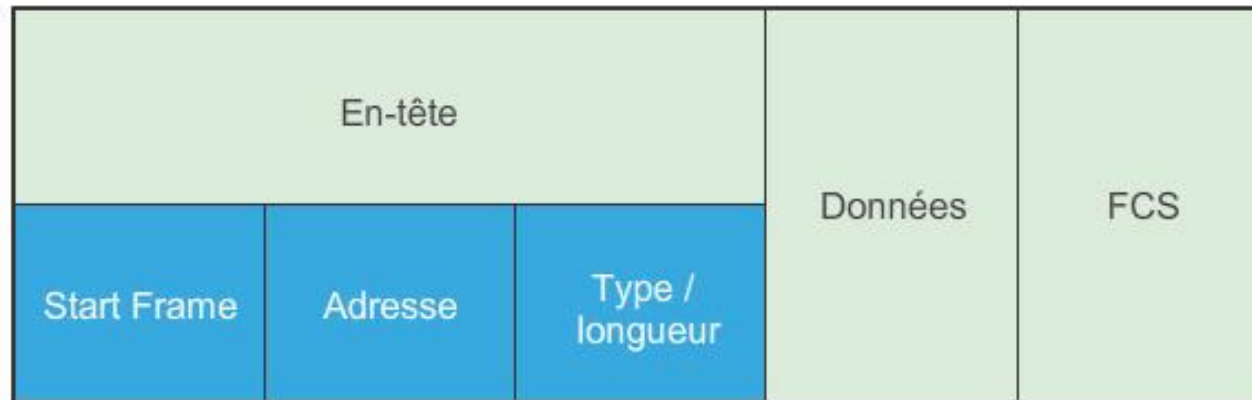 En-tête
Données
FCS
Start Frame
Adresse
Type /
longueur